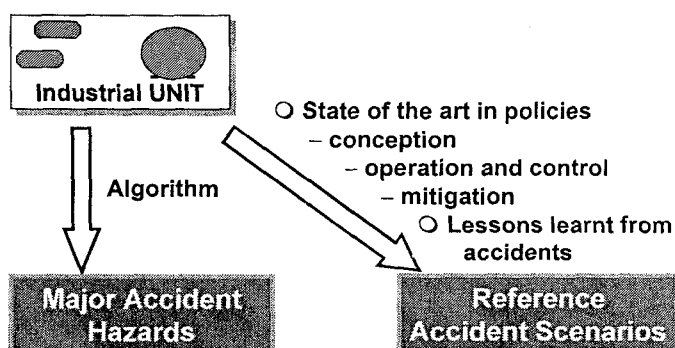 Industrial UNIT
○ State of the art in policies
– conception
– operation and control
– mitigation
○ Lessons learnt from
accidents
Algorithm
Major Accident
Hazards
Reference
Accident Scenarios